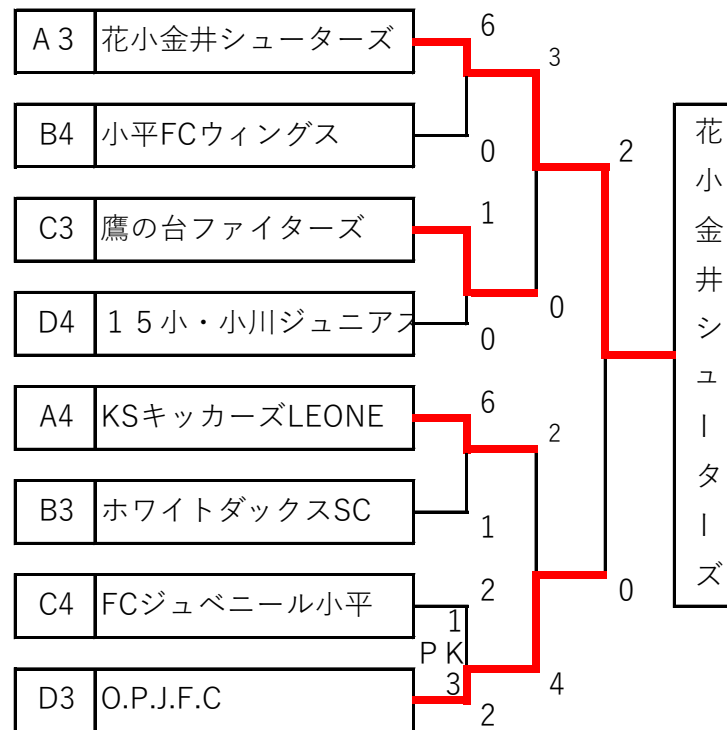 A 3 花小金井シューターズ
6
3
B4 小平FCウィングス
0
2
C3 鷹の台ファイターズ
1
0
D4 15小・小川ジュニアス
0
A4 KSキッカーズLEONE
6
2
B3 ホワイトダックスSC
1
0
C4 FCジュベニール小平
2
1
PK
3
4
D3 O.P.J.F.C
2
花小金井シューターズ